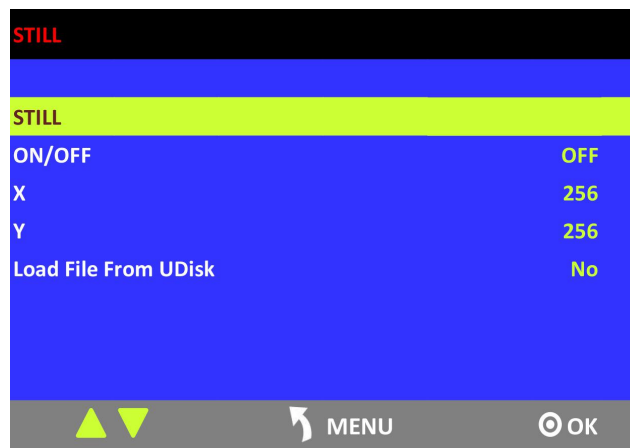 STILL
STILL
ON/OFF OFF
X 256
Y 256
Load File From UDisk No
MENU OK